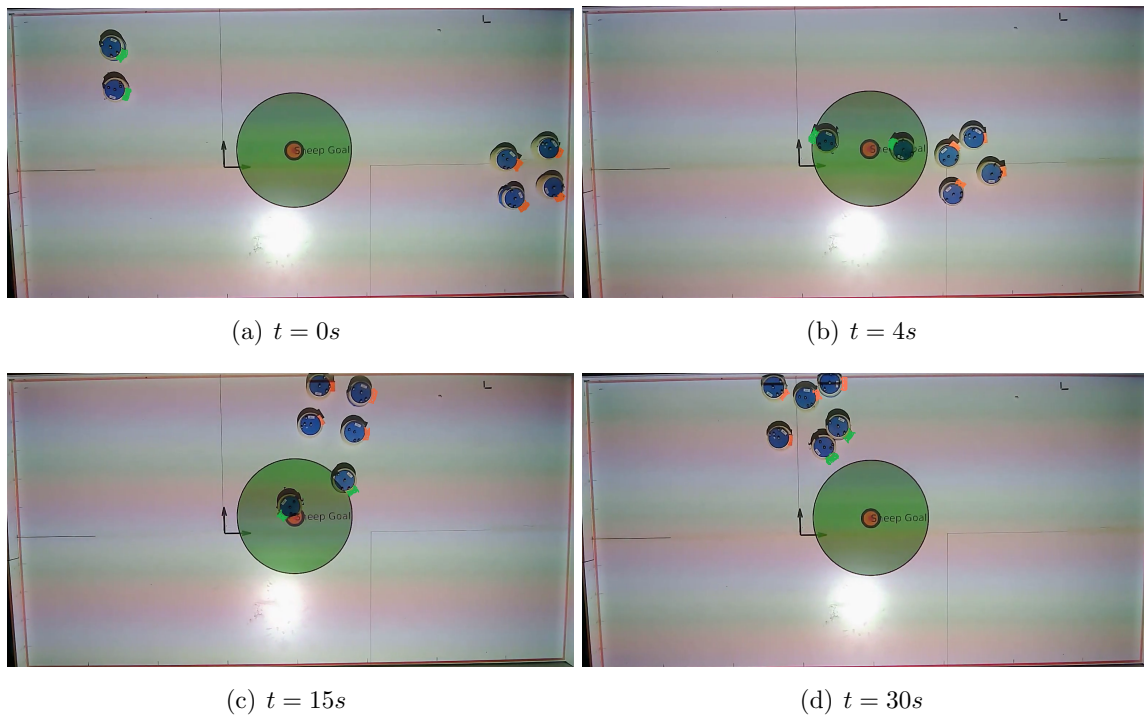 Sheep Goal
Sheep Goal
(a) t = 0s
(b) t = 4s
Sheep Goal
Sheep Goal
(c) t = 15s
(d) t = 30s